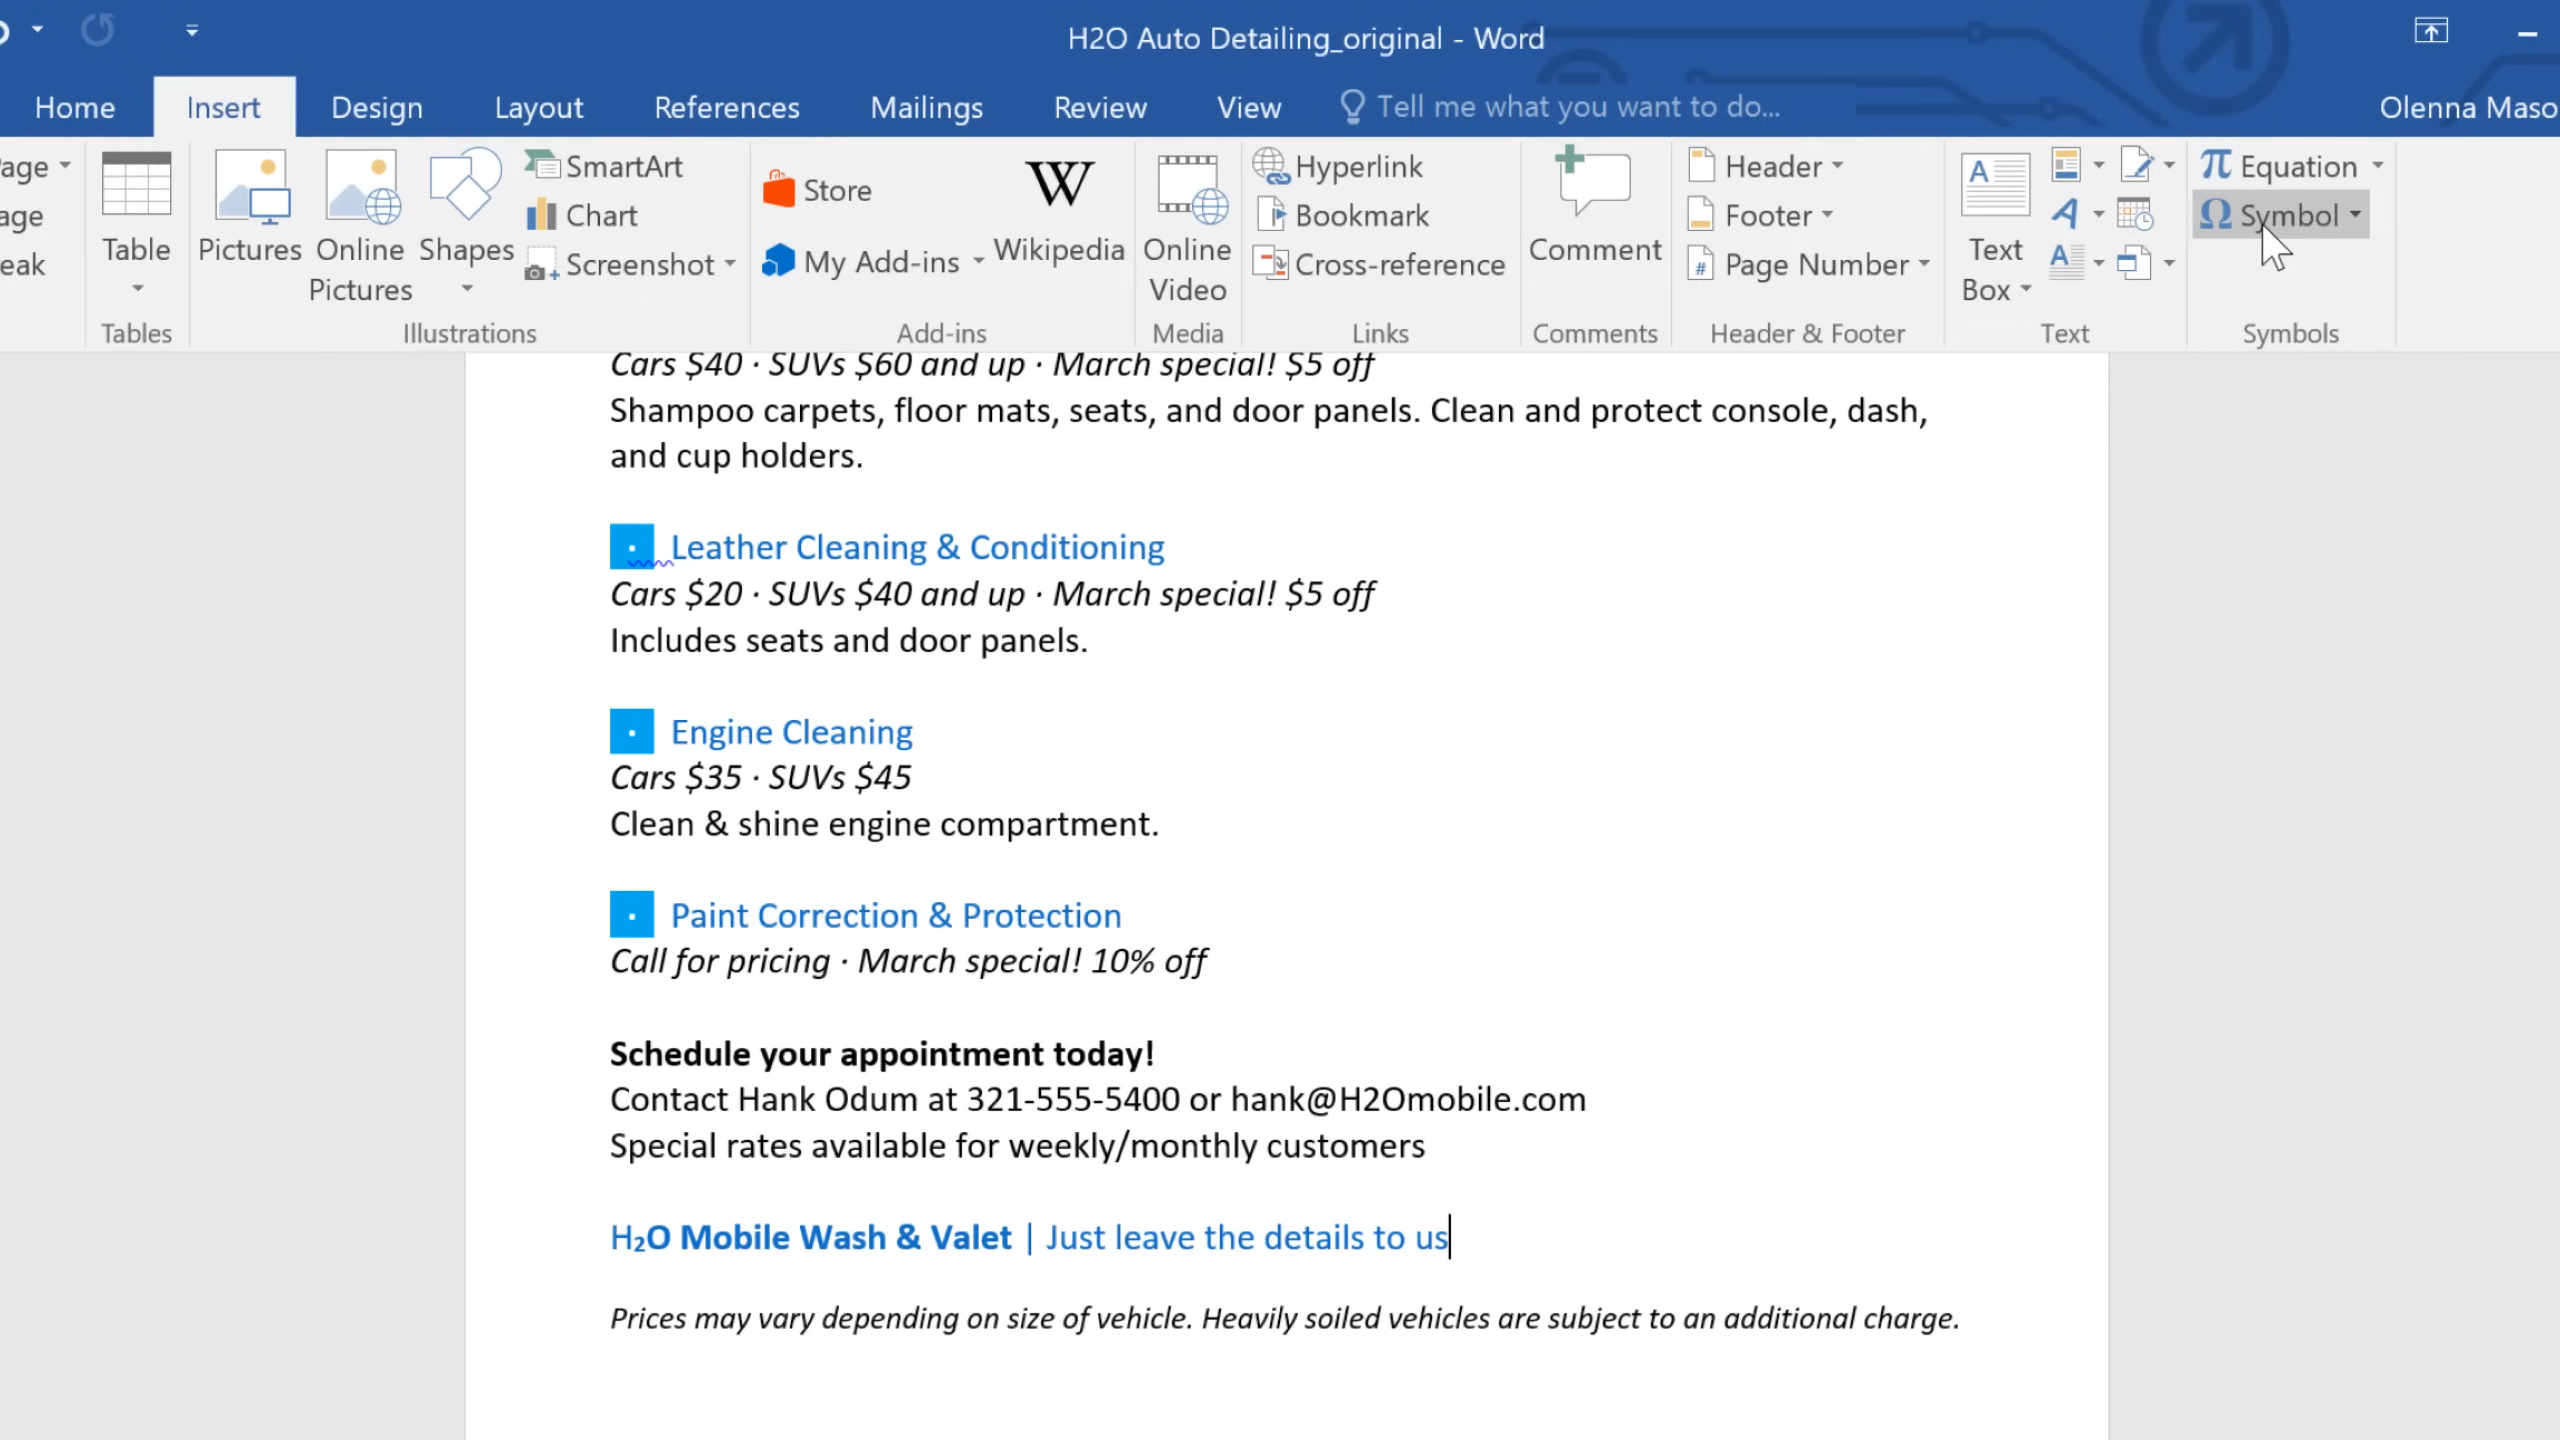 H2O Auto Detailing_original - Word
Home Insert Design Layout References Mailings Review View Tell me what you want to do... Olenna Maso
age
age
eak
Table
Tables
Pictures
Online Pictures
Shapes
SmartArt
Chart
Screenshot
Illustrations
Store
My Add-ins
W
Wikipedia
Add-ins
Online Video
Media
Hyperlink
Bookmark
Cross-reference
Links
Comment
Comments
Header
Footer
# Page Number
Header & Footer
A
Text Box
A
A
Text
π Equation
Ω Symbol
Symbols
Cars $40 · SUVs $60 and up · March special! $5 off
Shampoo carpets, floor mats, seats, and door panels. Clean and protect console, dash,
and cup holders.
· Leather Cleaning & Conditioning
Cars $20 · SUVs $40 and up · March special! $5 off
Includes seats and door panels.
· Engine Cleaning
Cars $35 · SUVs $45
Clean & shine engine compartment.
· Paint Correction & Protection
Call for pricing · March special! 10% off
Schedule your appointment today!
Contact Hank Odum at 321-555-5400 or hank@H2Omobile.com
Special rates available for weekly/monthly customers
H₂O Mobile Wash & Valet | Just leave the details to us
Prices may vary depending on size of vehicle. Heavily soiled vehicles are subject to an additional charge.